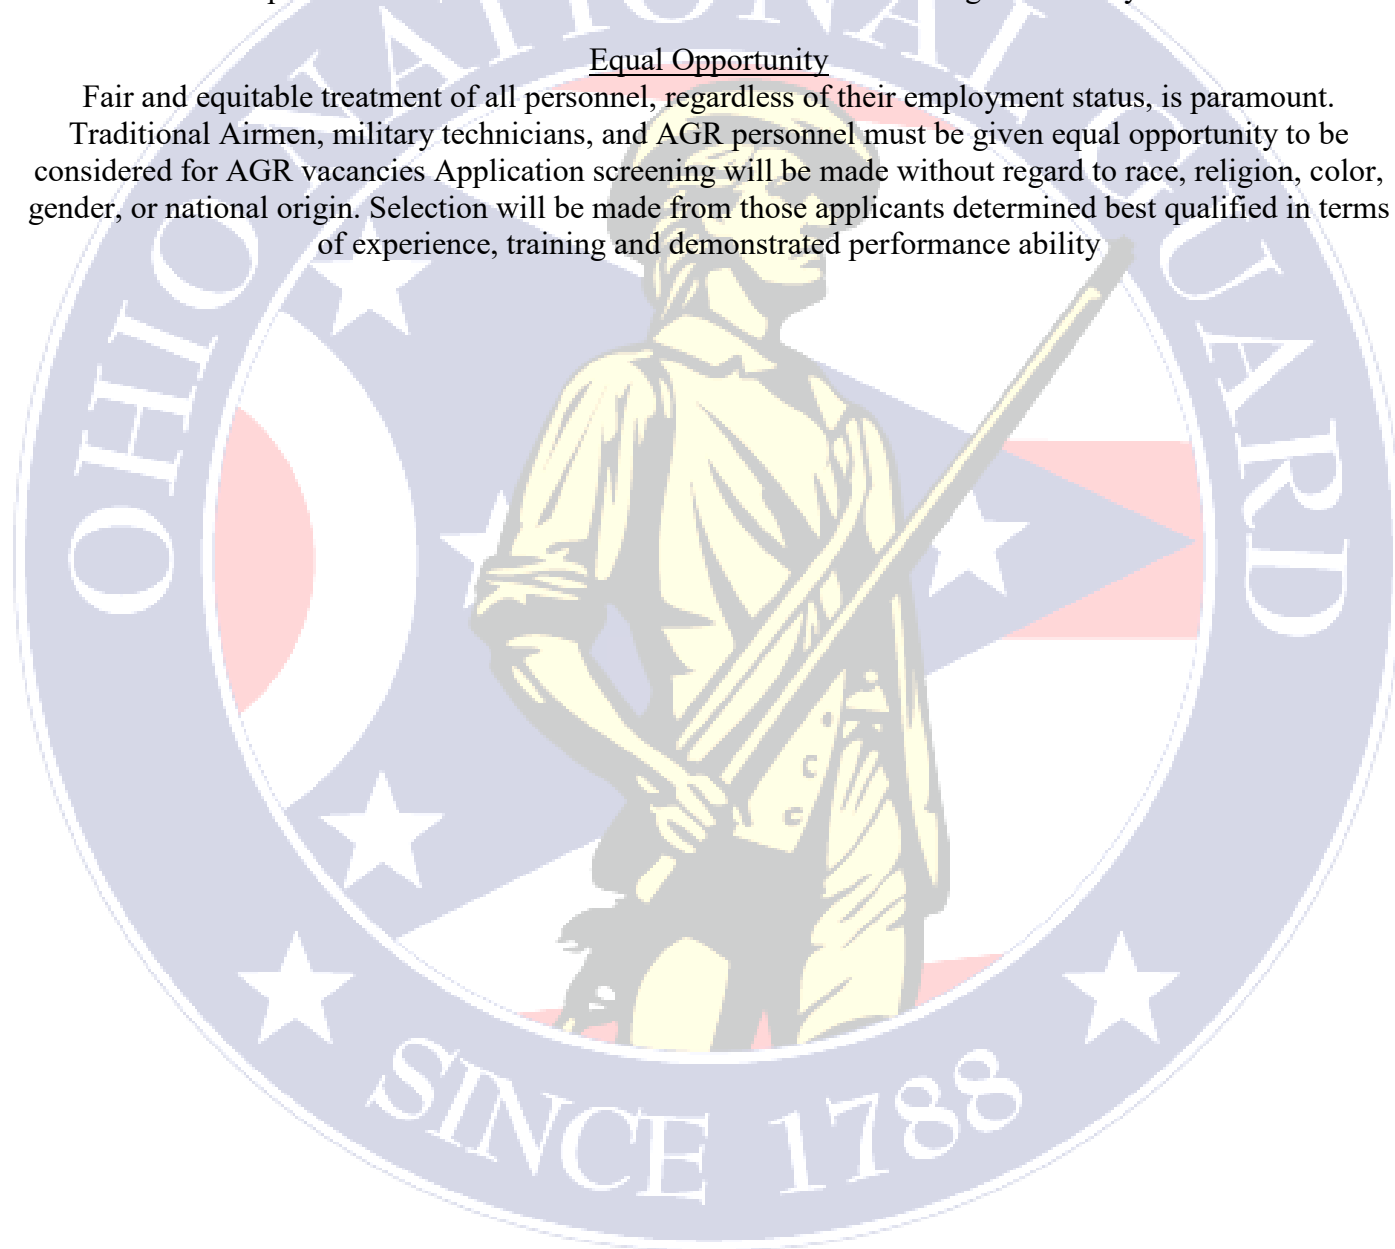 Equal Opportunity
Fair and equitable treatment of all personnel, regardless of their employment status, is paramount.
Traditional Airmen, military technicians, and AGR personnel must be given equal opportunity to be
considered for AGR vacancies Application screening will be made without regard to race, religion, color,
gender, or national origin. Selection will be made from those applicants determined best qualified in terms
of experience, training and demonstrated performance ability
OHIO NATIONAL GUARD
SINCE 1788